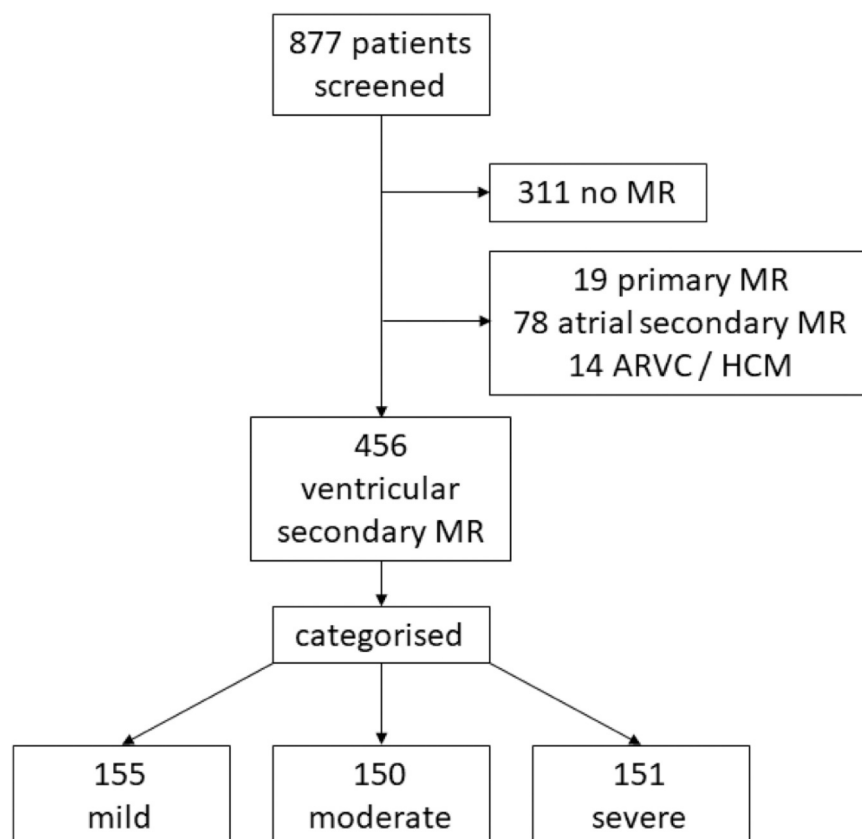 877 patients
screened
311 no MR
19 primary MR
78 atrial secondary MR
14 ARVC / HCM
456
ventricular
secondary MR
categorised
155
mild
150
moderate
151
severe